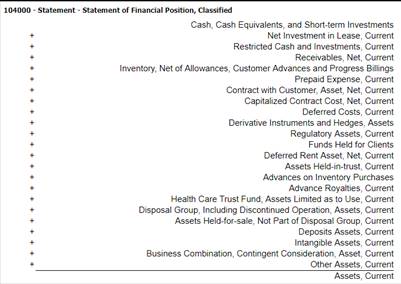 104000 - Statement - Statement of Financial Position, Classified
Cash, Cash Equivalents, and Short-term Investments
+ Net Investment in Lease, Current
+ Restricted Cash and Investments, Current
+ Receivables, Net, Current
+ Inventory, Net of Allowances, Customer Advances and Progress Billings
+ Prepaid Expense, Current
+ Contract with Customer, Asset, Net, Current
+ Capitalized Contract Cost, Net, Current
+ Deferred Costs, Current
+ Derivative Instruments and Hedges, Assets
+ Regulatory Assets, Current
+ Funds Held for Clients
+ Deferred Rent Asset, Net, Current
+ Assets Held-in-trust, Current
+ Advances on Inventory Purchases
+ Advance Royalties, Current
+ Health Care Trust Fund, Assets Limited as to Use, Current
+ Disposal Group, Including Discontinued Operation, Assets, Current
+ Assets Held-for-sale, Not Part of Disposal Group, Current
+ Deposits Assets, Current
+ Intangible Assets, Current
+ Business Combination, Contingent Consideration, Asset, Current
+ Other Assets, Current
Assets, Current